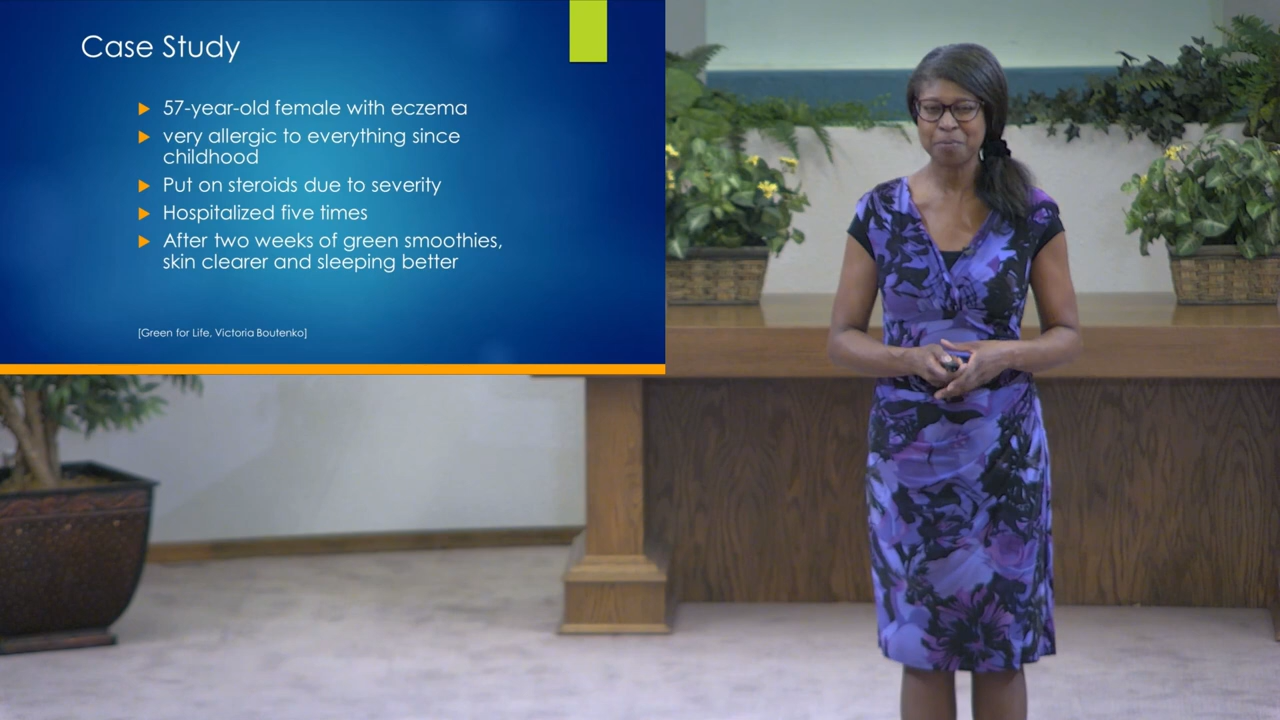 Case Study
57-year-old female with eczema
very allergic to everything since
childhood
Put on steroids due to severity
Hospitalized five times
After two weeks of green smoothies,
skin clearer and sleeping better
[Green for Life, Victoria Boutenko]